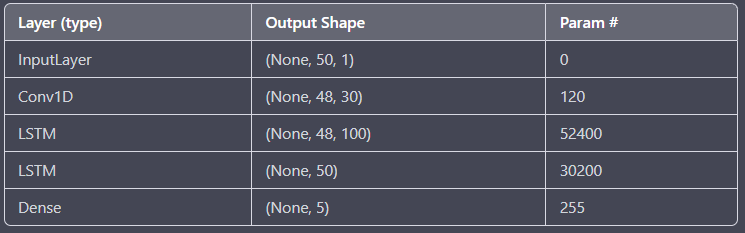 Layer (type) Output Shape Param #
InputLayer (None, 50, 1) 0
Conv1D (None, 48, 30) 120
LSTM (None, 48, 100) 52400
LSTM (None, 50) 30200
Dense (None, 5) 255